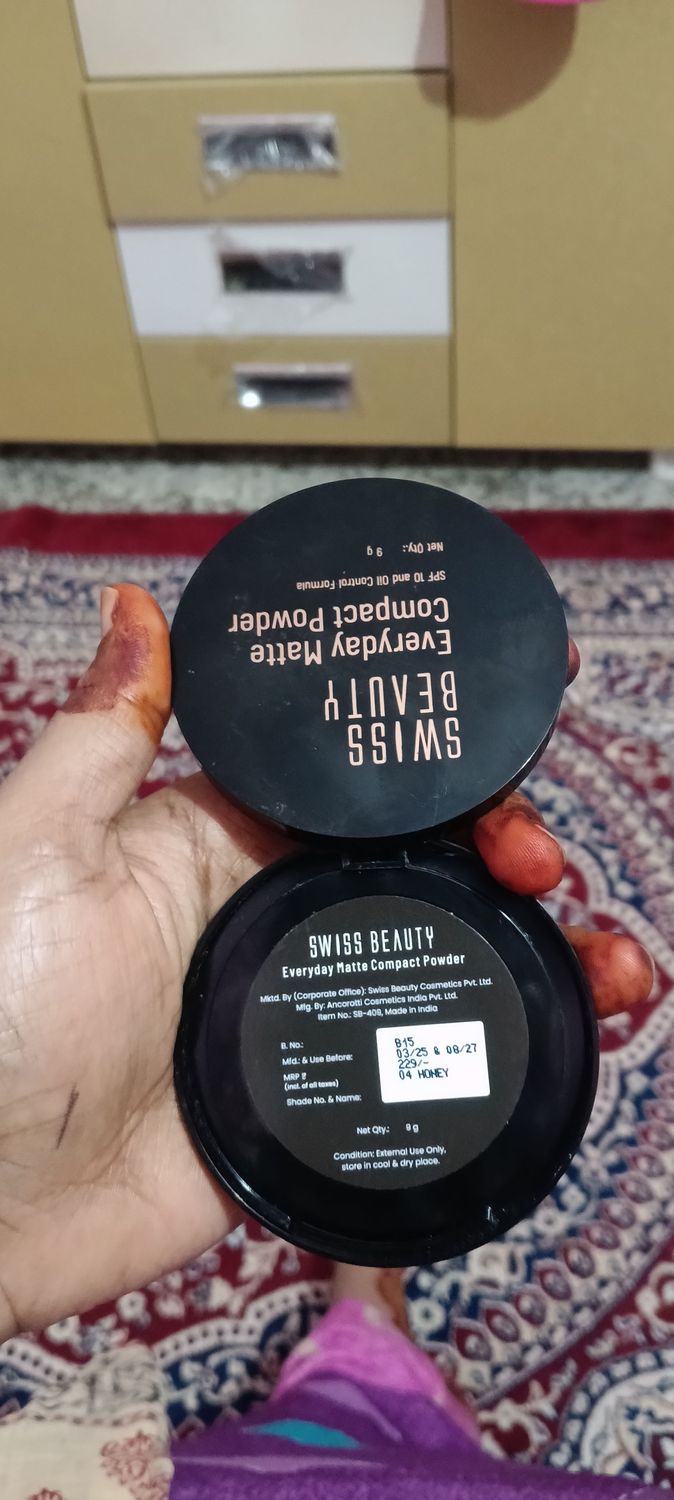 SWISS
BEAUTY
Everyday Matte
Compact Powder
SPF 10 and Oil Control Formula
Net Qty.: 9 g
SWISS BEAUTY
Everyday Matte Compact Powder
Mktd. By (Corporate Office): Swiss Beauty Cosmetics Pvt. Ltd.
Mfg. By: Ancorotti Cosmetics India Pvt. Ltd.
Item No.: SB-409, Made in India
B. No.: B15
Mfd.: & Use Before: 03/25 & 08/27
MRP ₹ 229/-
(incl. of all taxes)
Shade No. & Name: 04 HONEY
Net Qty.: 9 g
Condition: External Use Only,
store in cool & dry place.